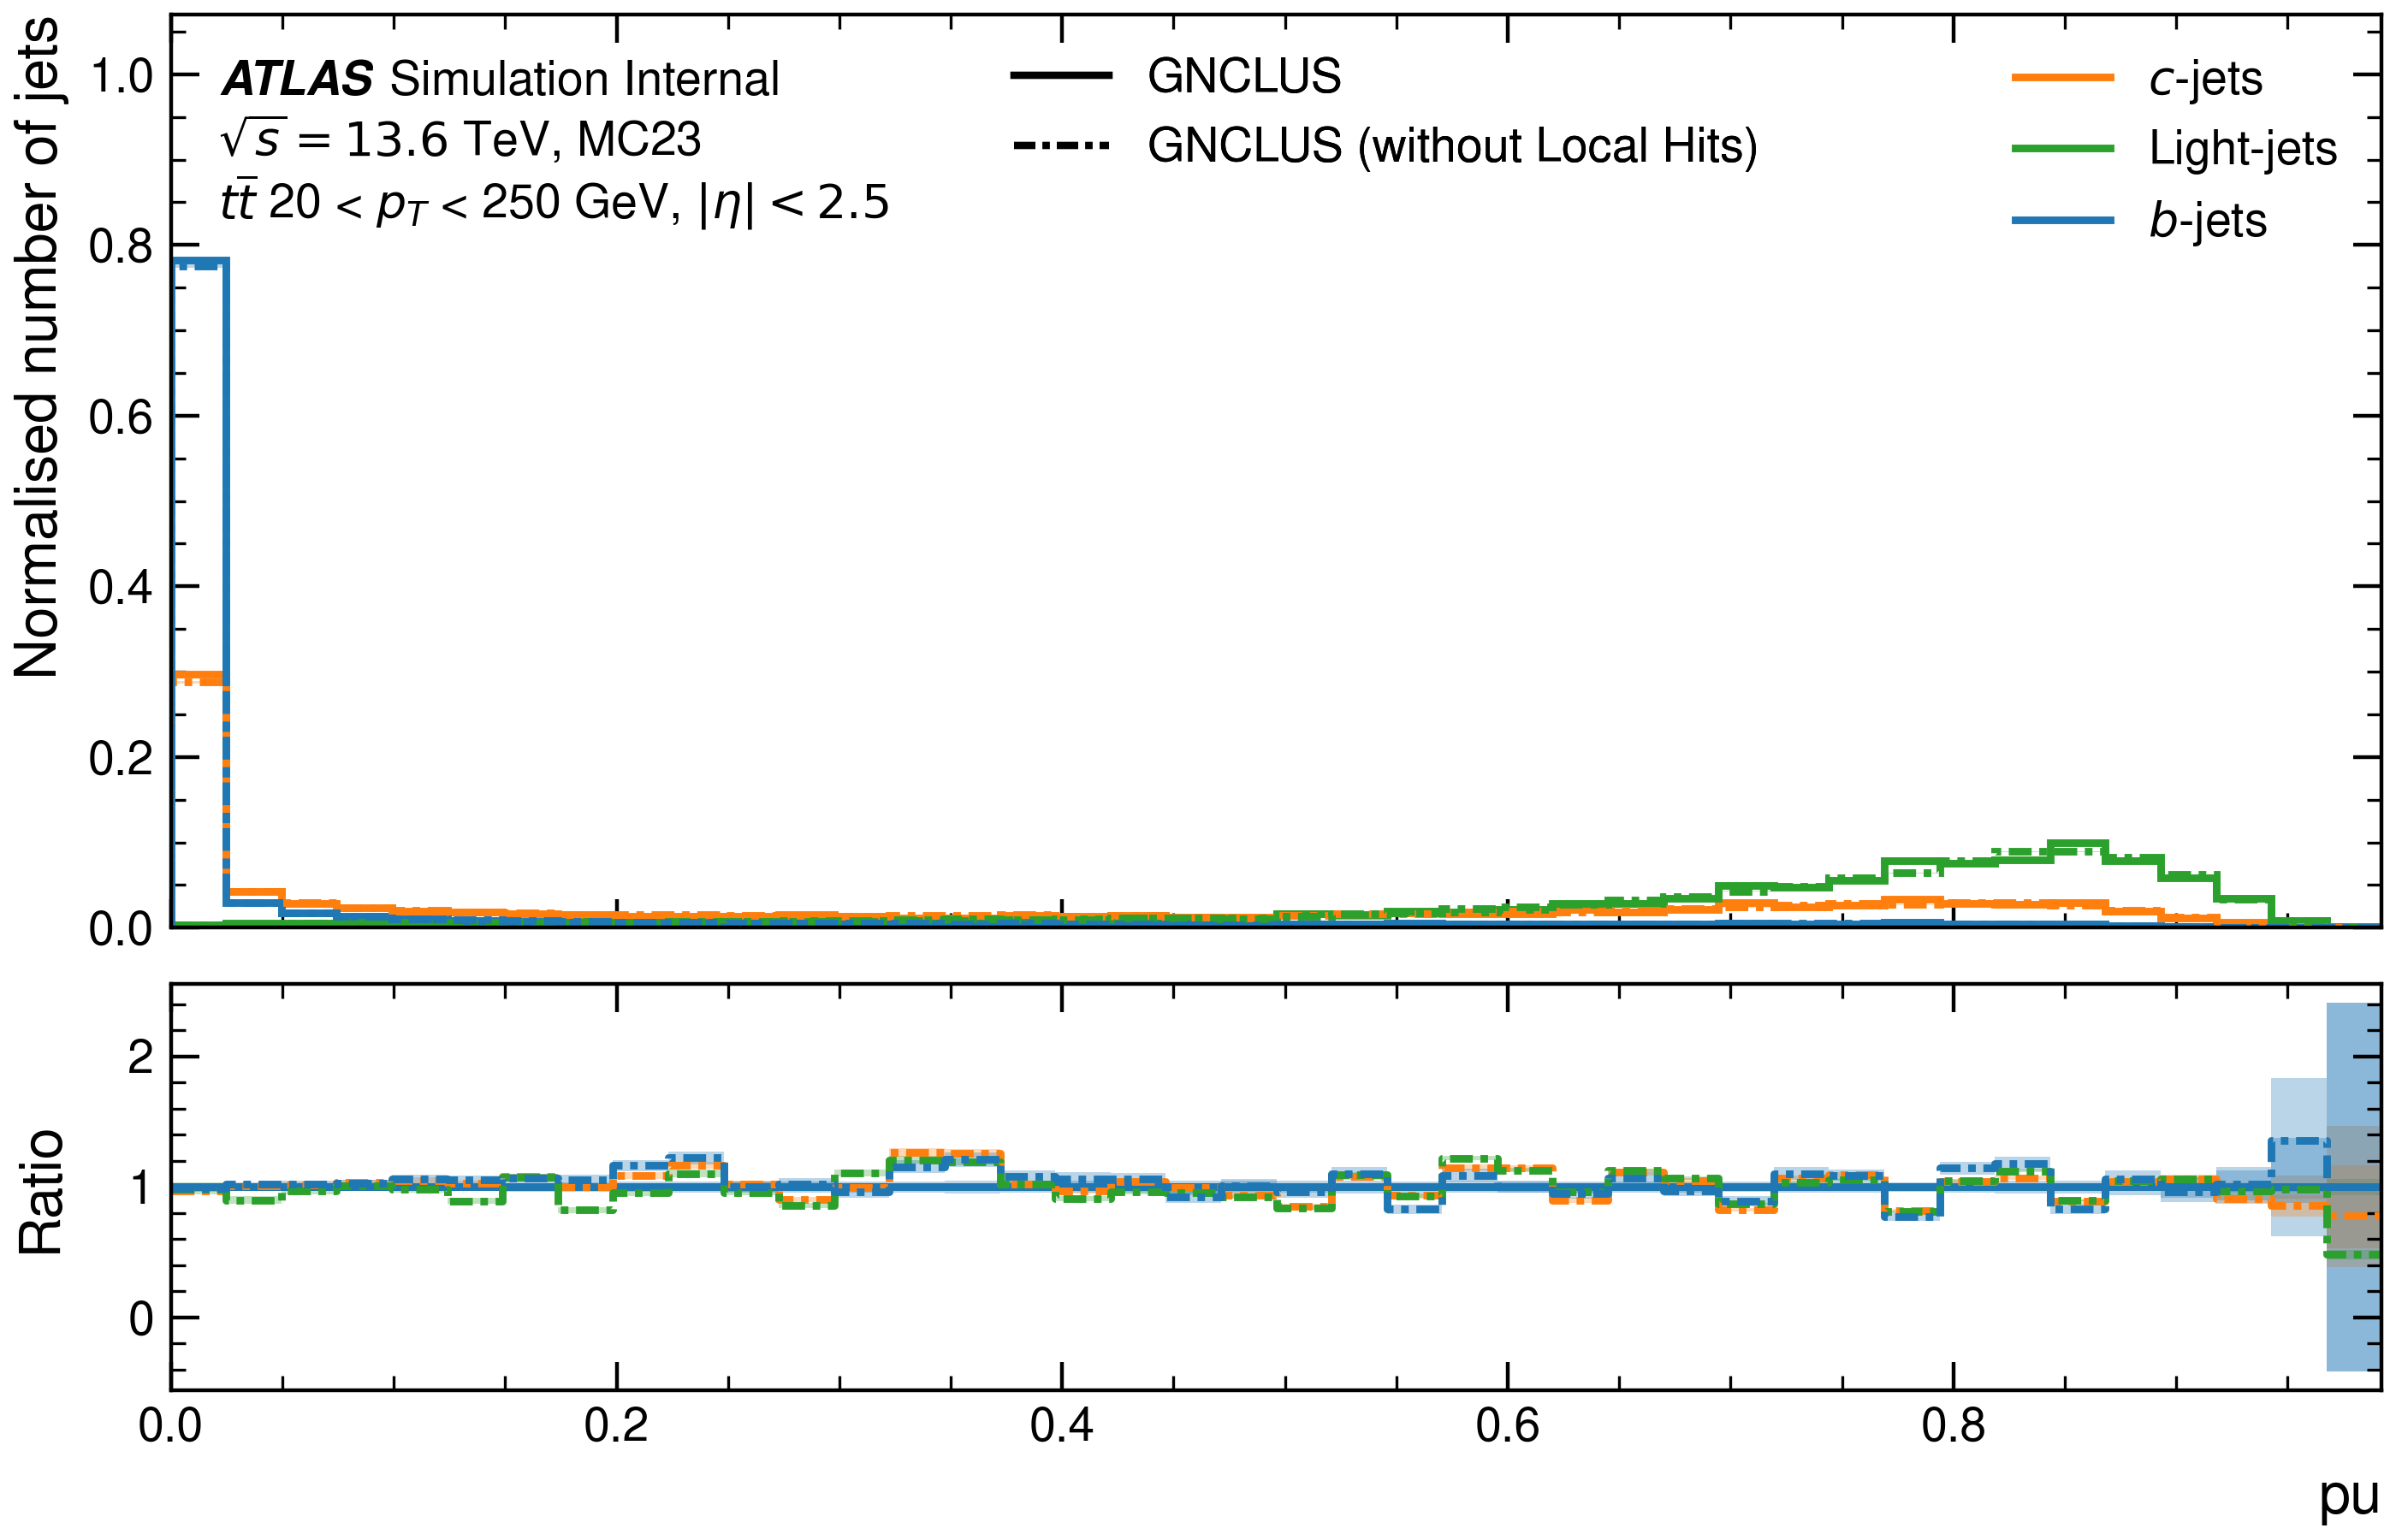 Normalised number of jets
1.0
0.8
0.6
0.4
0.2
0.0
ATLAS Simulation Internal
√s = 13.6 TeV, MC23
tt̄ 20 < p_T < 250 GeV, |η| < 2.5
GNCLUS
GNCLUS (without Local Hits)
c-jets
Light-jets
b-jets
Ratio
2
1
0
0.0 0.2 0.4 0.6 0.8
pu